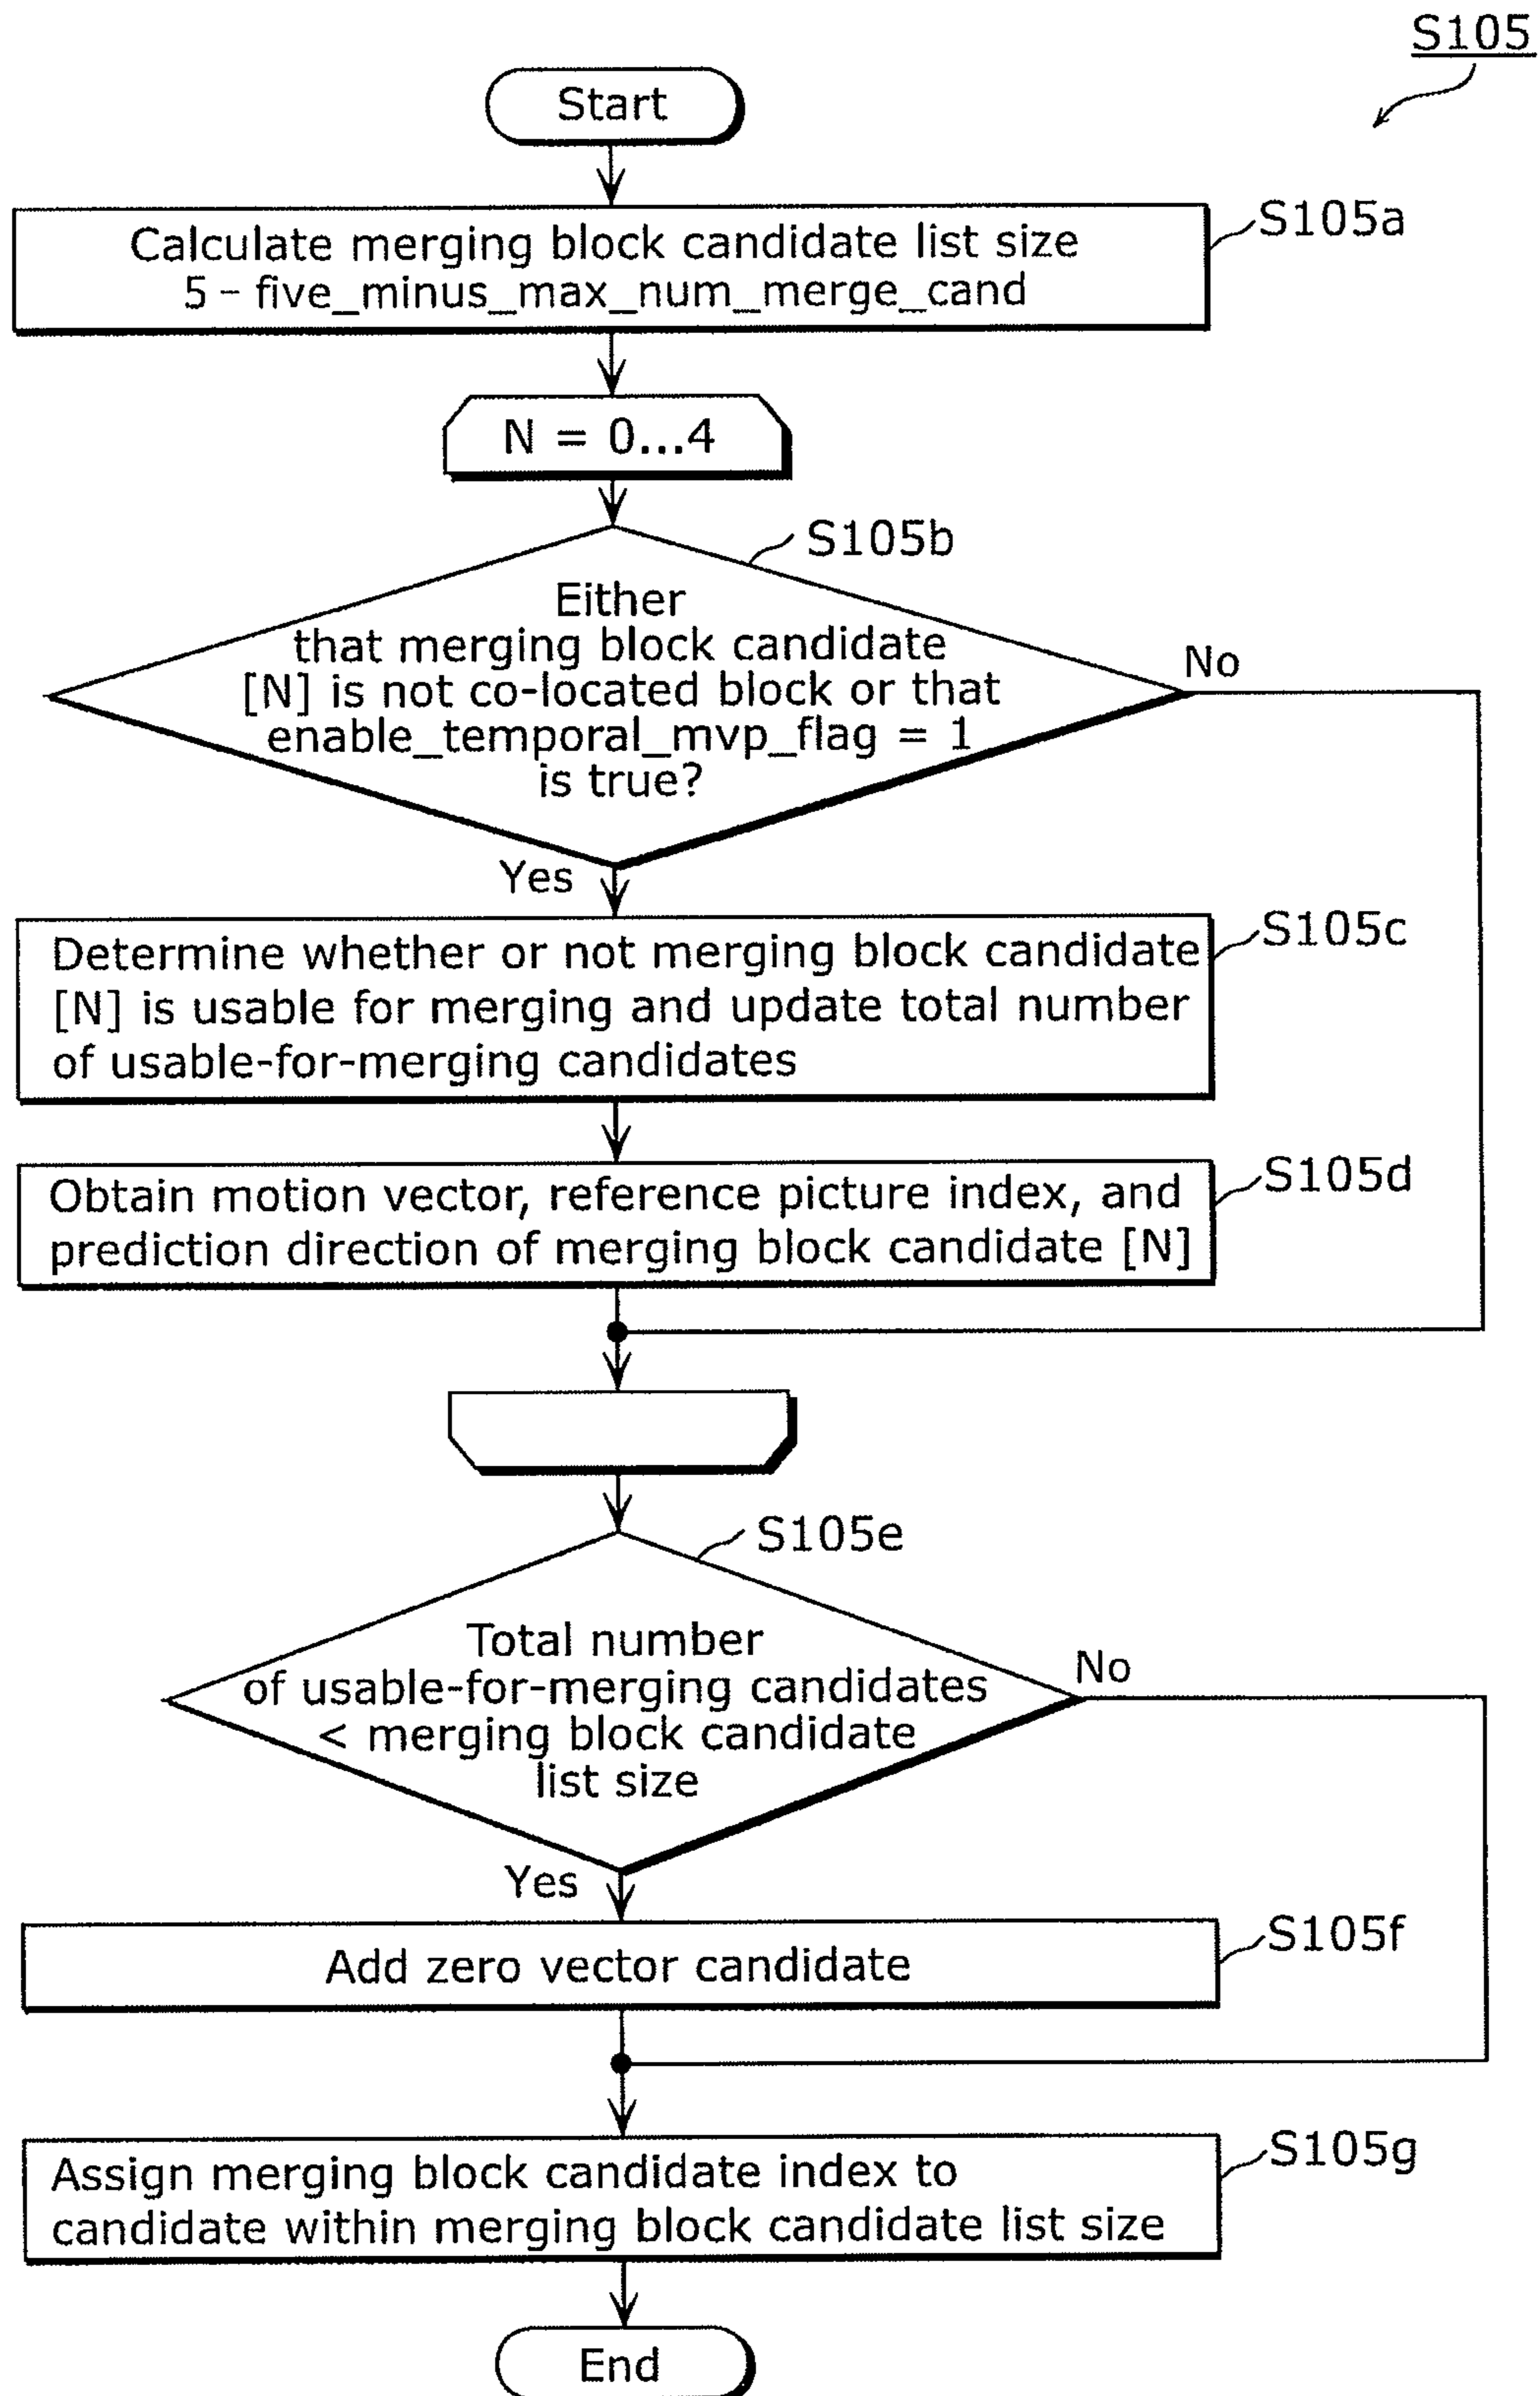 S105
Start
S105a
Calculate merging block candidate list size
5 - five_minus_max_num_merge_cand
N = 0...4
S105b
Either
that merging block candidate
[N] is not co-located block or that
enable_temporal_mvp_flag = 1
is true?
No
Yes
S105c
Determine whether or not merging block candidate
[N] is usable for merging and update total number
of usable-for-merging candidates
S105d
Obtain motion vector, reference picture index, and
prediction direction of merging block candidate [N]
S105e
Total number
of usable-for-merging candidates
< merging block candidate
list size
No
Yes
S105f
Add zero vector candidate
S105g
Assign merging block candidate index to
candidate within merging block candidate list size
End